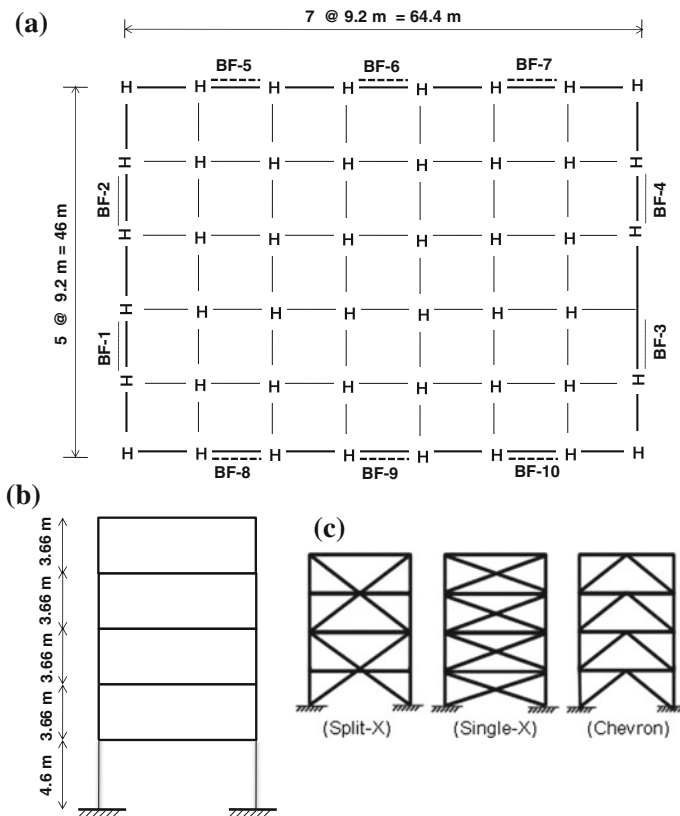 (a)
7 @ 9.2 m = 64.4 m
BF-5 BF-6 BF-7
H H H H H H H H
H H H H H H H H
BF-2 BF-4
H H H H H H H H
5 @ 9.2 m = 46 m
H H H H H H H
BF-1 BF-3
H H H H H H H H
H H H H H H H H
BF-8 BF-9 BF-10
(b)
3.66 m
3.66 m
3.66 m
3.66 m
4.6 m
(c)
(Split-X) (Single-X) (Chevron)